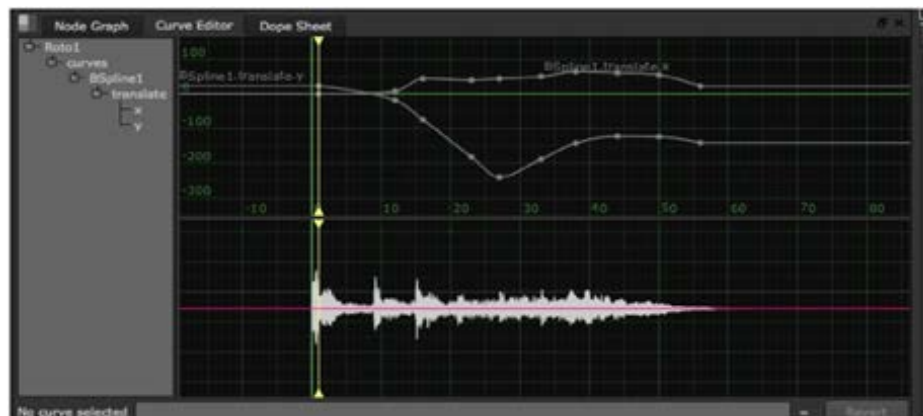 Node Graph Curve Editor Dope Sheet
Roto1
curves
BSpline1
translate
x
y
100
BSpline1.translate.y
BSpline1.translate.x
0
-100
-200
-300
-10 10 20 30 40 50 60 70 80
No curve selected
Revert